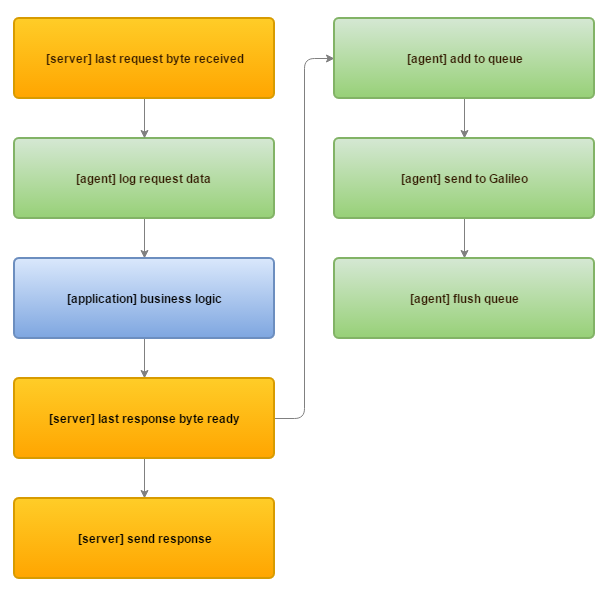 [server] last request byte received
[agent] log request data
[application] business logic
[server] last response byte ready
[server] send response
[agent] add to queue
[agent] send to Galileo
[agent] flush queue